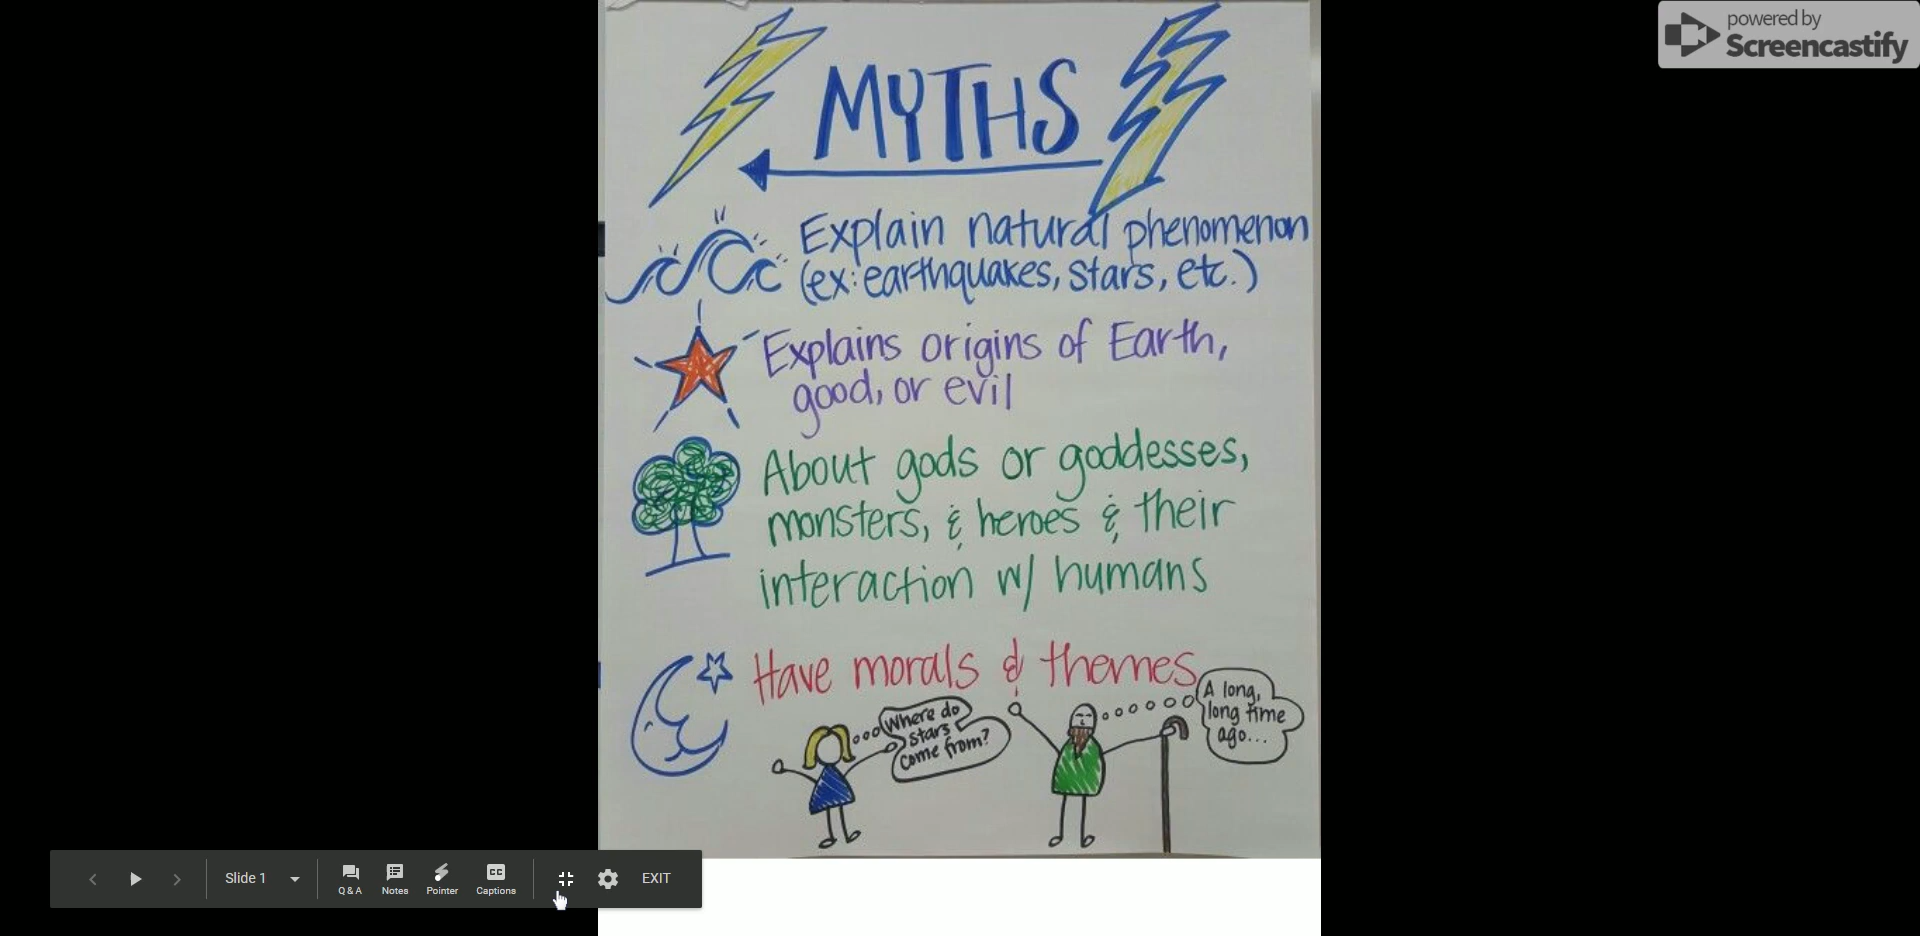 powered by
Screencastify
MYTHS
Explain natural phenomenon
(ex: earthquakes, stars, etc.)
Explains origins of Earth,
good, or evil
About gods or goddesses,
monsters, & heroes & their
interaction w/ humans
Have morals & themes
Where do
stars
come from?
A long,
long time
ago...
Slide 1
Q & A
Notes
Pointer
CC
Captions
EXIT